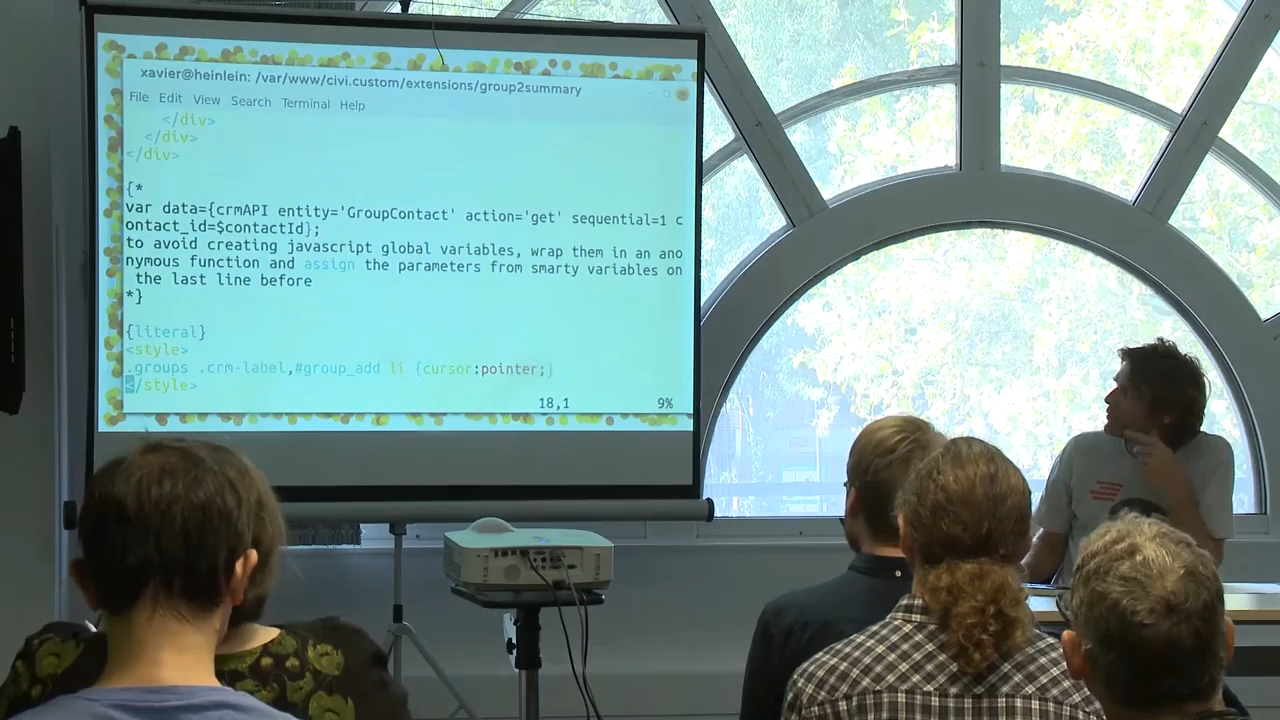 xavier@heinlein: /var/www/civi.custom/extensions/group2summary
File Edit View Search Terminal Help
</div>
</div>
</div>
{*
var data={crmAPI entity='GroupContact' action='get' sequential=1 c
ontact_id=$contactId};
to avoid creating javascript global variables, wrap them in an ano
nymous function and assign the parameters from smarty variables on
the last line before
*}
{literal}
<style>
.groups .crm-label,#group_add li {cursor:pointer;}
</style>
18,1 9%